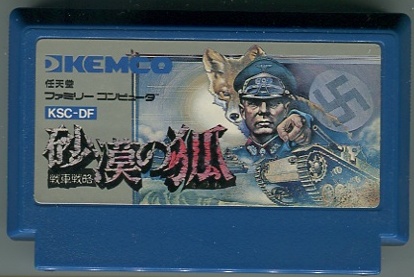 KEMCO
任天堂
ファミリー コンピュータ
KSC-DF
砂漠の狐
戦車戦略